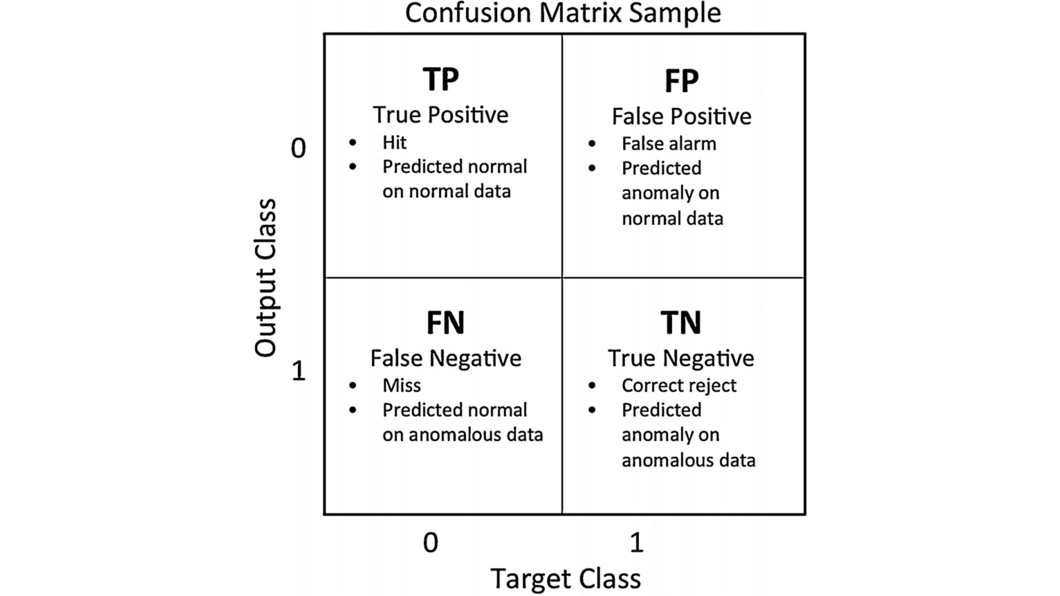 Confusion Matrix Sample
TP
True Positive
• Hit
• Predicted normal
on normal data
FP
False Positive
• False alarm
• Predicted
anomaly on
normal data
0
Output Class
FN
False Negative
• Miss
• Predicted normal
on anomalous data
TN
True Negative
• Correct reject
• Predicted
anomaly on
anomalous data
1
0
1
Target Class